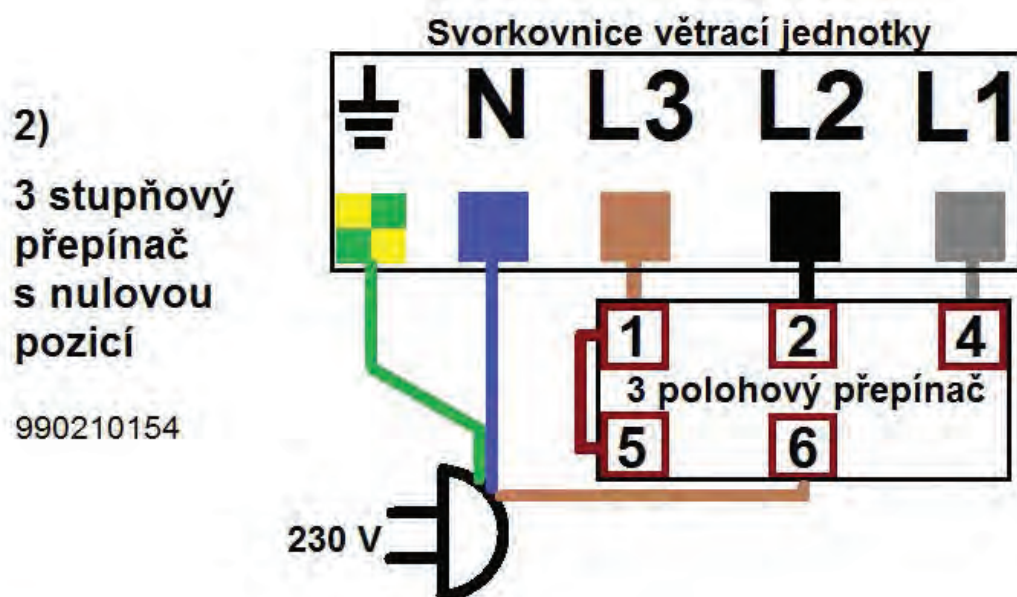 Svorkovnice větrací jednotky
N L3 L2 L1
2)
3 stupňový
přepínač
s nulovou
pozicí
990210154
1 2 4
3 polohový přepínač
5 6
230 V